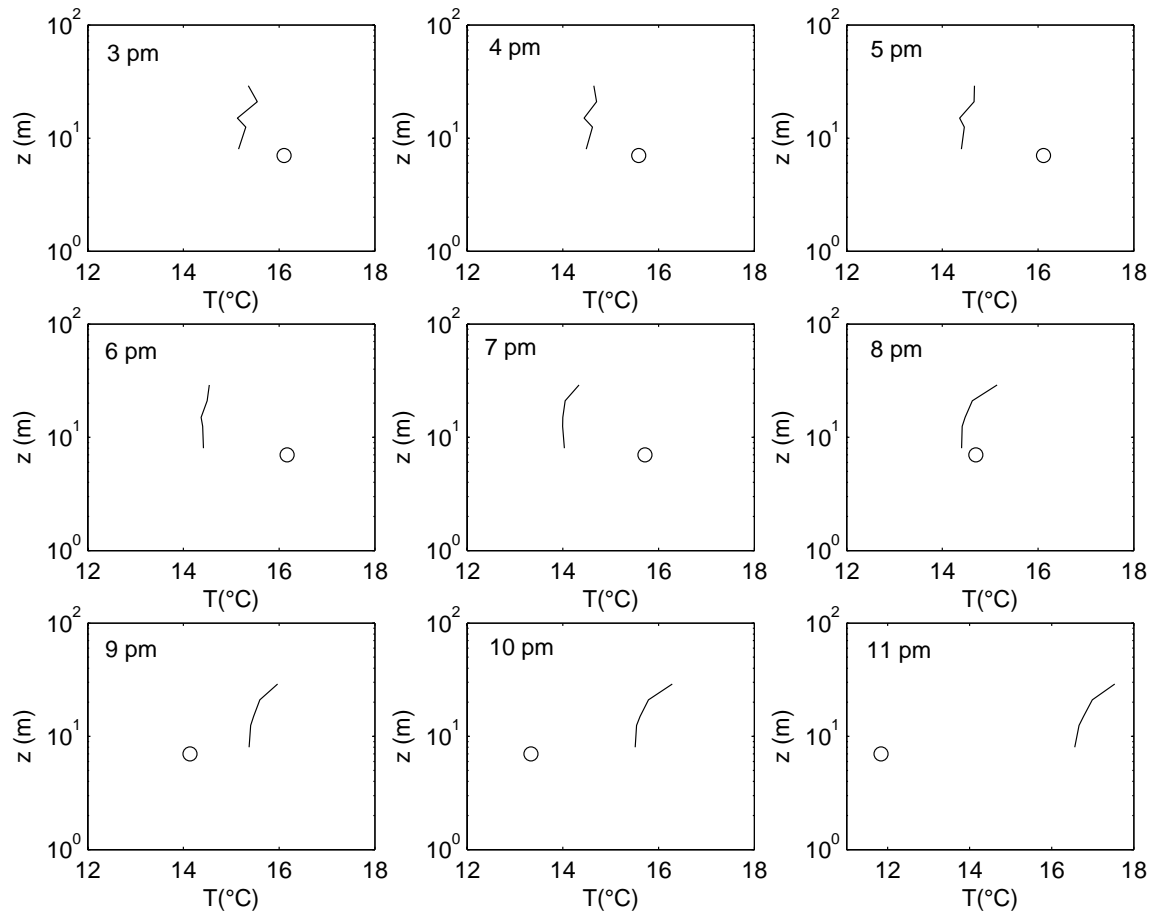 10² 10² 10²
3 pm 4 pm 5 pm
z (m) z (m) z (m)
10¹ 10¹ 10¹
10⁰ 10⁰ 10⁰
12 14 16 18 12 14 16 18 12 14 16 18
T(°C) T(°C) T(°C)
10² 10² 10²
6 pm 7 pm 8 pm
z (m) z (m) z (m)
10¹ 10¹ 10¹
10⁰ 10⁰ 10⁰
12 14 16 18 12 14 16 18 12 14 16 18
T(°C) T(°C) T(°C)
10² 10² 10²
9 pm 10 pm 11 pm
z (m) z (m) z (m)
10¹ 10¹ 10¹
10⁰ 10⁰ 10⁰
12 14 16 18 12 14 16 18 12 14 16 18
T(°C) T(°C) T(°C)